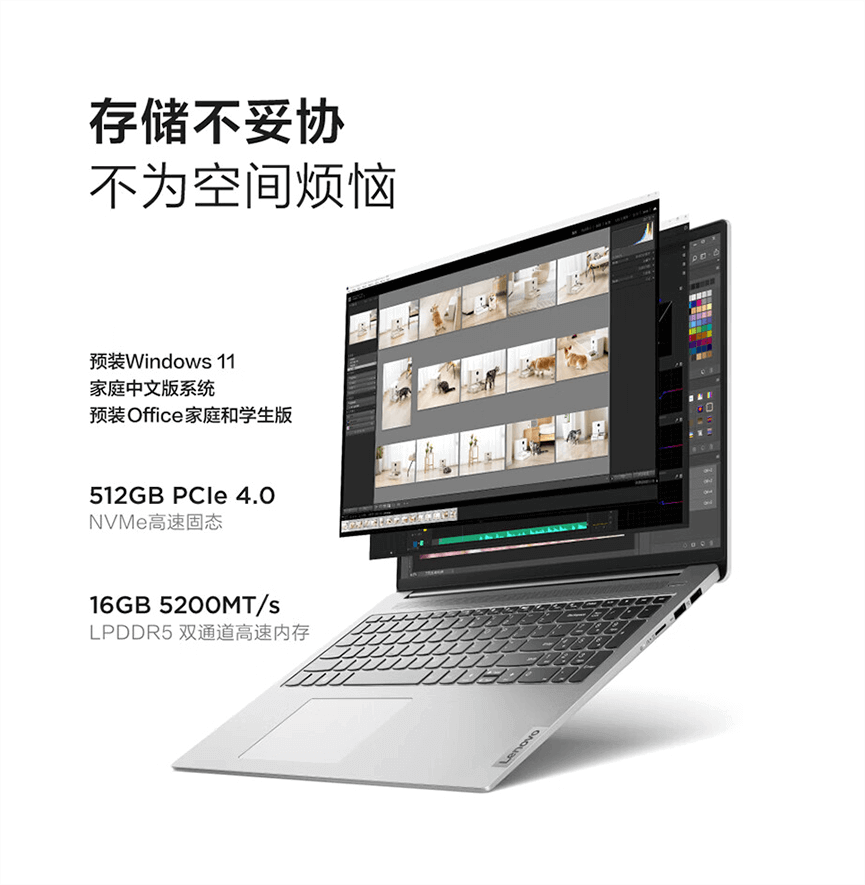 存储不妥协
不为空间烦恼
预装Windows 11
家庭中文版系统
预装Office家庭和学生版
512GB PCIe 4.0
NVMe高速固态
16GB 5200MT/s
LPDDR5 双通道高速内存
Lenovo